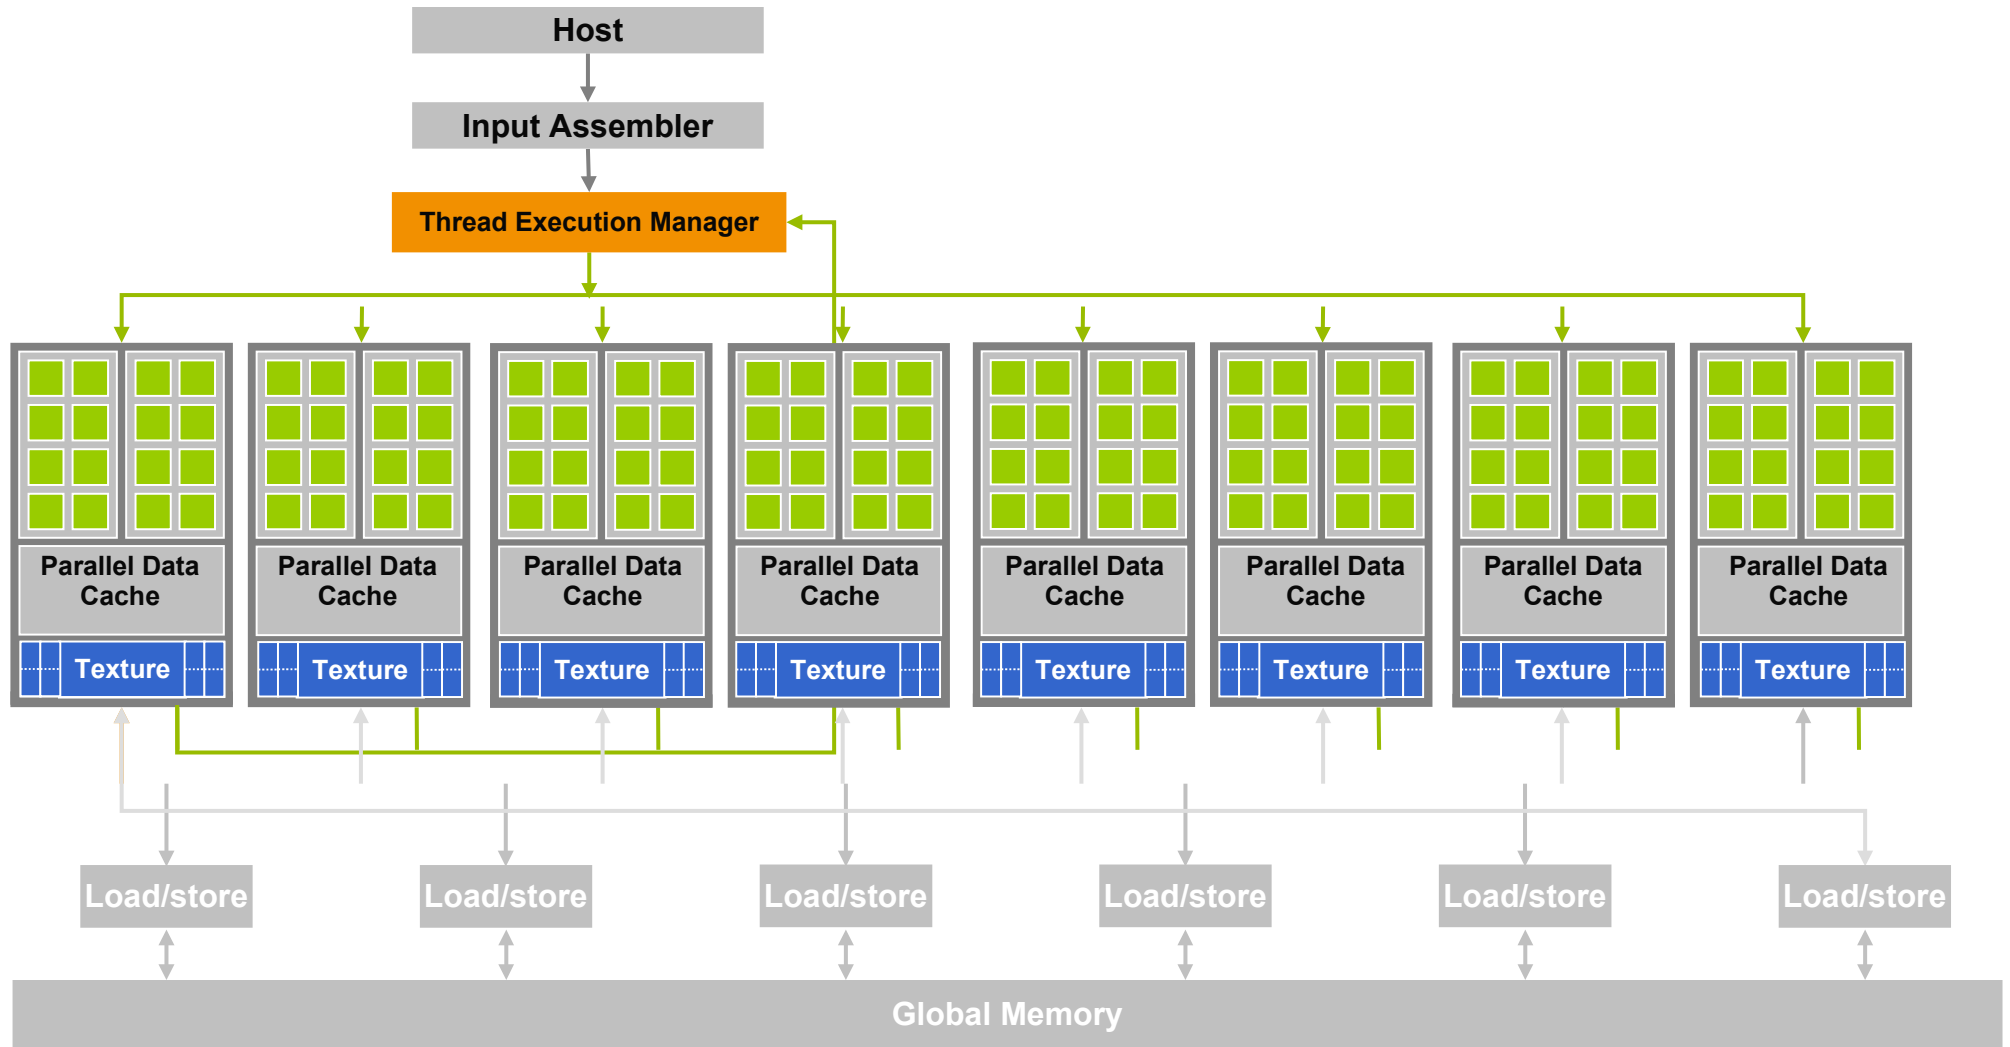 Host
Input Assembler
Thread Execution Manager
Parallel Data
Cache
Parallel Data
Cache
Parallel Data
Cache
Parallel Data
Cache
Parallel Data
Cache
Parallel Data
Cache
Parallel Data
Cache
Parallel Data
Cache
Texture
Texture
Texture
Texture
Texture
Texture
Texture
Texture
Load/store
Load/store
Load/store
Load/store
Load/store
Load/store
Global Memory